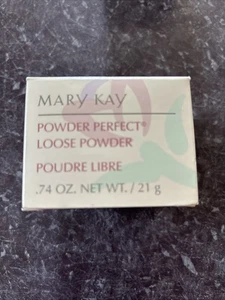 MARY KAY
POWDER PERFECT®
LOOSE POWDER
POUDRE LIBRE
.74 OZ. NET WT. / 21 g